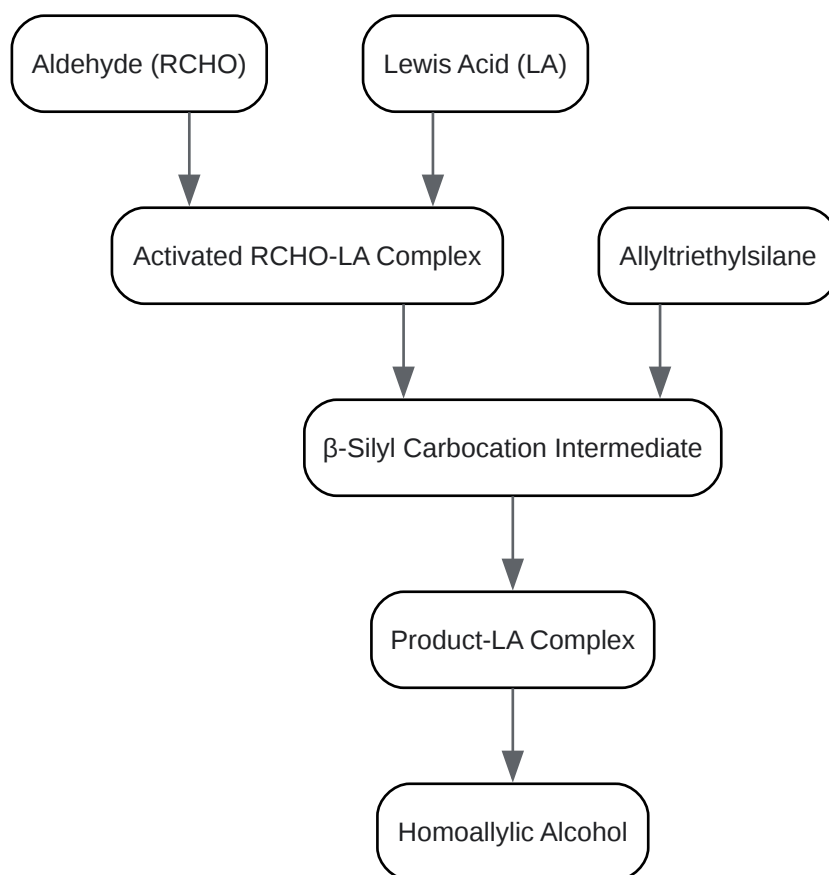 Aldehyde (RCHO)
Lewis Acid (LA)
Activated RCHO-LA Complex
Allyltriethylsilane
β-Silyl Carbocation Intermediate
Product-LA Complex
Homoallylic Alcohol